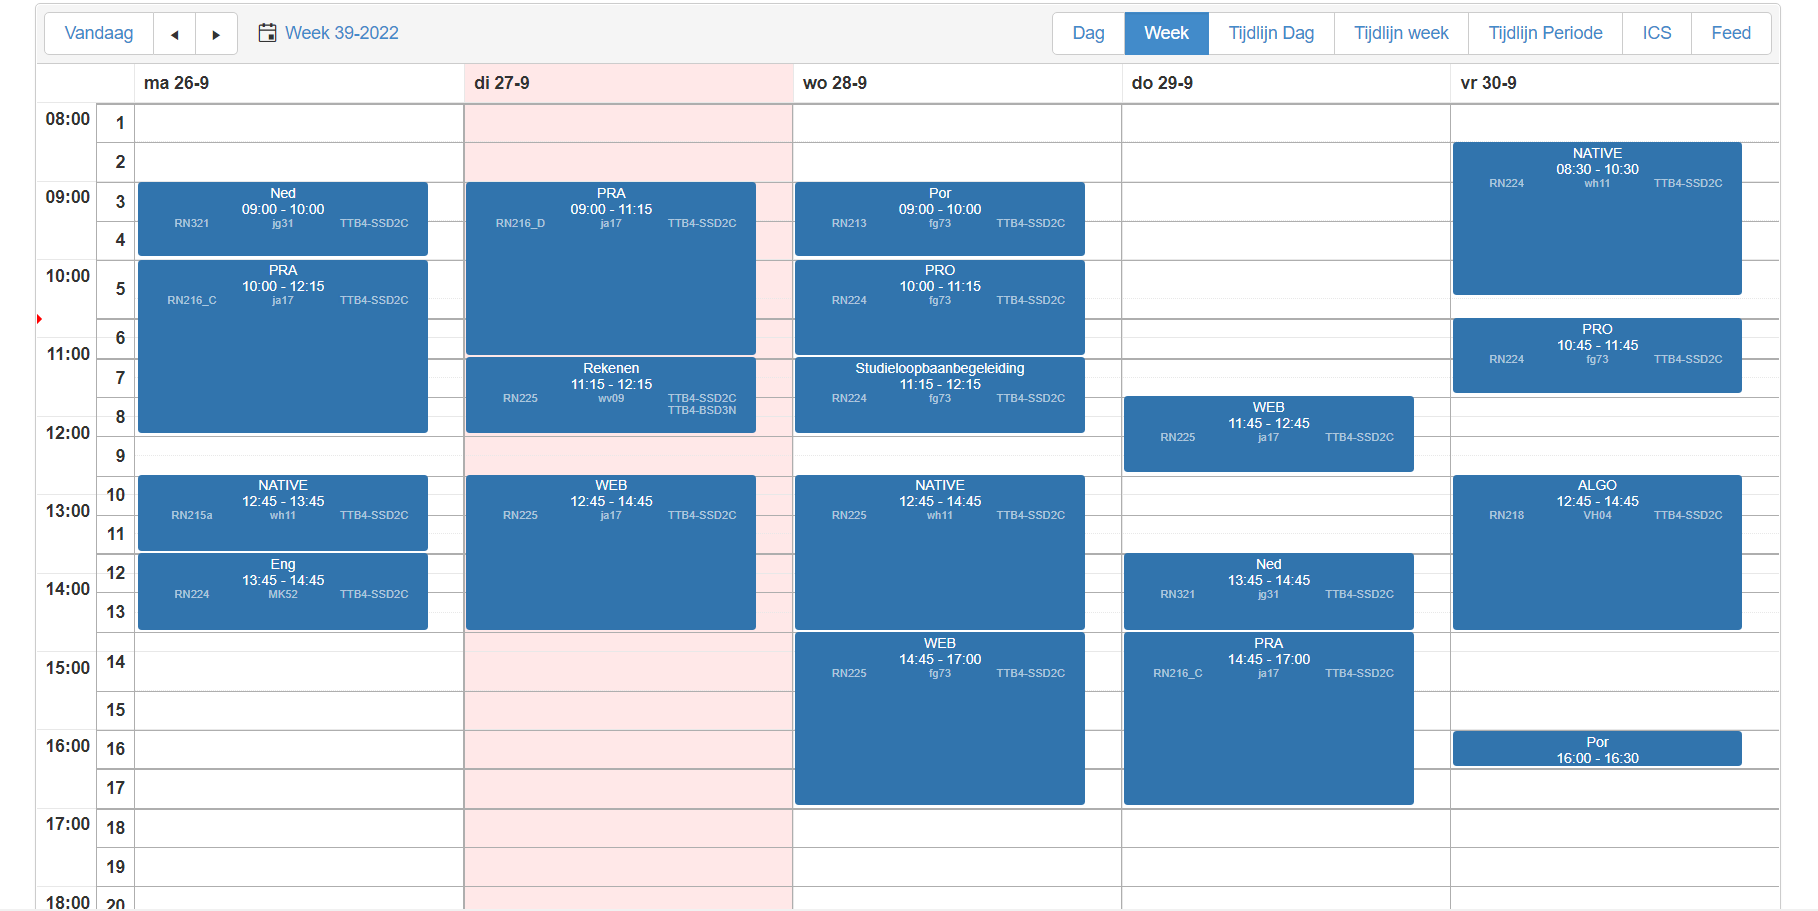 Vandaag ◂ ▸ Week 39-2022 Dag Week Tijdlijn Dag Tijdlijn week Tijdlijn Periode ICS Feed
ma 26-9 di 27-9 wo 28-9 do 29-9 vr 30-9
08:00
09:00
10:00
11:00
12:00
13:00
14:00
15:00
16:00
17:00
18:00
1
2
3
4
5
6
7
8
9
10
11
12
13
14
15
16
17
18
19
20
Ned
09:00 - 10:00
RN321 jg31 TTB4-SSD2C
PRA
10:00 - 12:15
RN216_C ja17 TTB4-SSD2C
NATIVE
12:45 - 13:45
RN215a wh11 TTB4-SSD2C
Eng
13:45 - 14:45
RN224 MK52 TTB4-SSD2C
PRA
09:00 - 11:15
RN216_D ja17 TTB4-SSD2C
Rekenen
11:15 - 12:15
RN225 wv09 TTB4-SSD2C
TTB4-BSD3N
WEB
12:45 - 14:45
RN225 ja17 TTB4-SSD2C
Por
09:00 - 10:00
RN213 fg73 TTB4-SSD2C
PRO
10:00 - 11:15
RN224 fg73 TTB4-SSD2C
Studieloopbaanbegeleiding
11:15 - 12:15
RN224 fg73 TTB4-SSD2C
NATIVE
12:45 - 14:45
RN225 wh11 TTB4-SSD2C
WEB
14:45 - 17:00
RN225 fg73 TTB4-SSD2C
WEB
11:45 - 12:45
RN225 ja17 TTB4-SSD2C
Ned
13:45 - 14:45
RN321 jg31 TTB4-SSD2C
PRA
14:45 - 17:00
RN216_C ja17 TTB4-SSD2C
NATIVE
08:30 - 10:30
RN224 wh11 TTB4-SSD2C
PRO
10:45 - 11:45
RN224 fg73 TTB4-SSD2C
ALGO
12:45 - 14:45
RN218 VH04 TTB4-SSD2C
Por
16:00 - 16:30